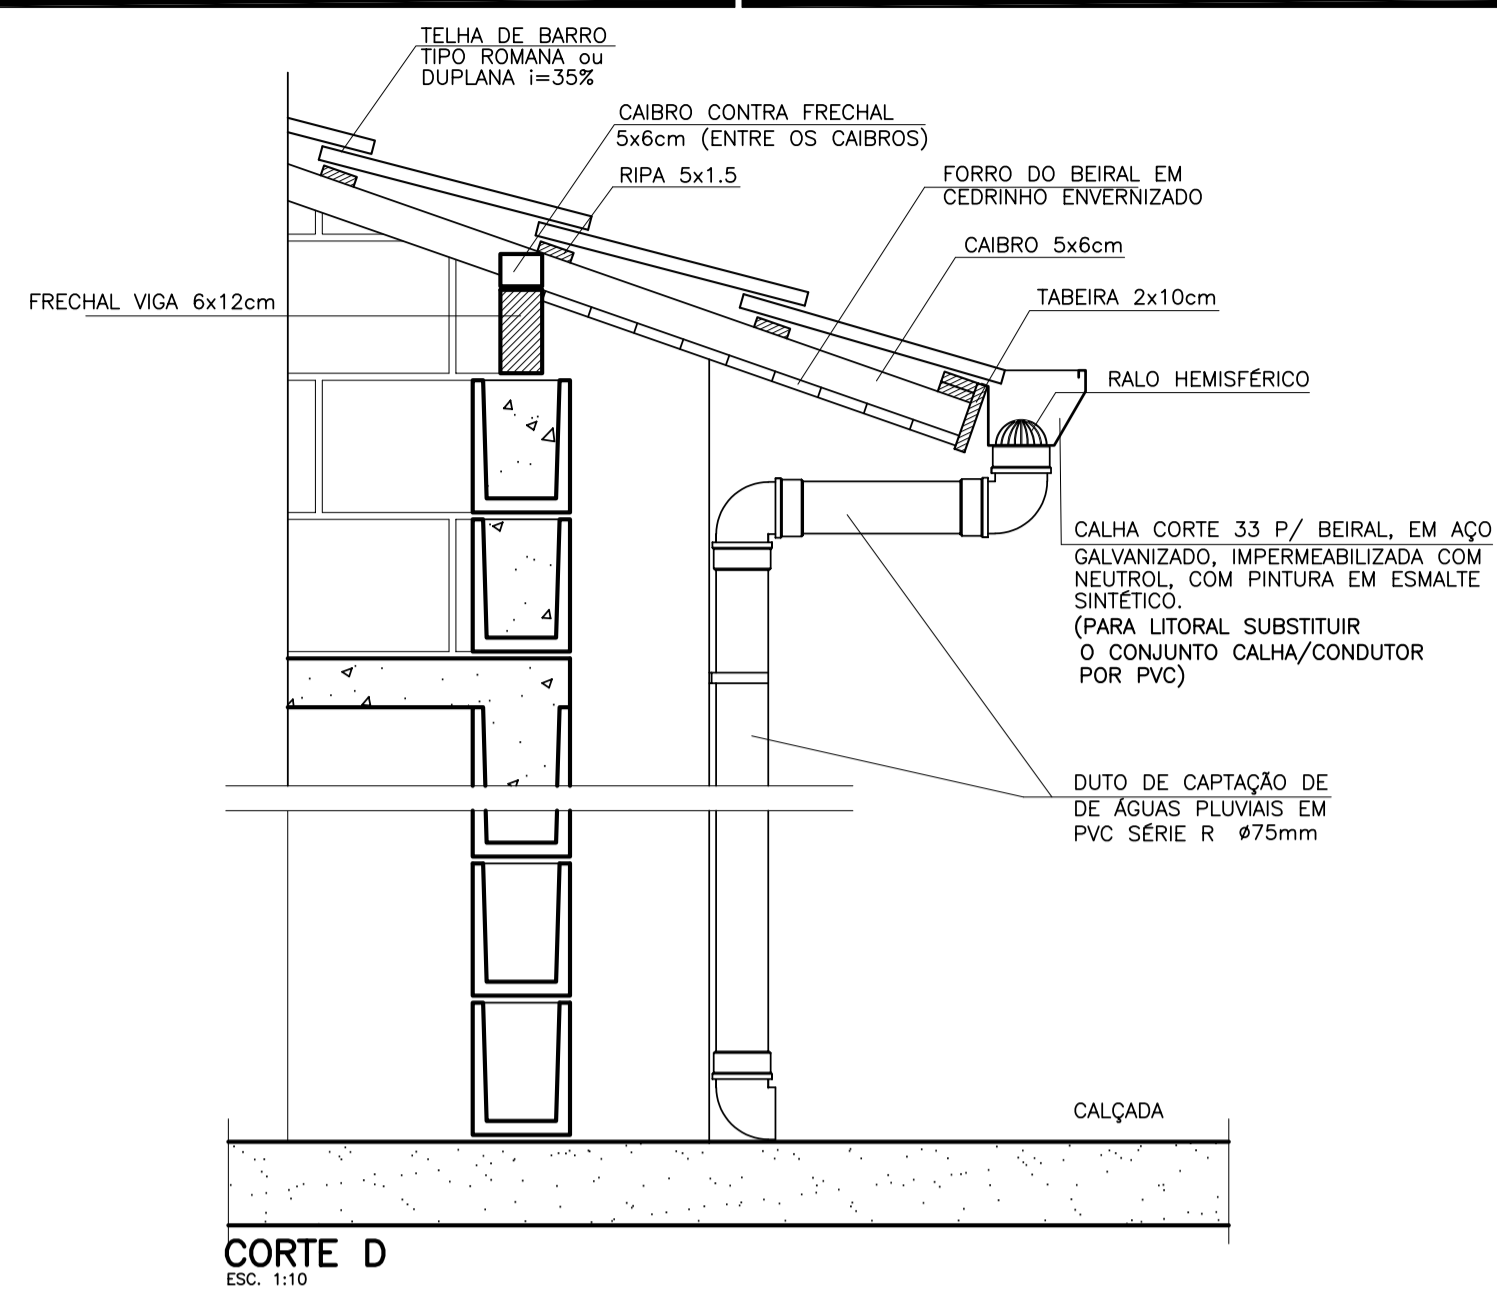 TELHA DE BARRO
TIPO ROMANA ou
DUPLANA i=35%
CAIBRO CONTRA FRECHAL
5x6cm (ENTRE OS CAIBROS)
RIPA 5x1.5
FORRO DO BEIRAL EM
CEDRINHO ENVERNIZADO
CAIBRO 5x6cm
FRECHAL VIGA 6x12cm
TABEIRA 2x10cm
RALO HEMISFÉRICO
CALHA CORTE 33 P/ BEIRAL, EM AÇO
GALVANIZADO, IMPERMEABILIZADA COM
NEUTROL, COM PINTURA EM ESMALTE
SINTÉTICO.
(PARA LITORAL SUBSTITUIR
O CONJUNTO CALHA/CONDUTOR
POR PVC)
DUTO DE CAPTAÇÃO DE
DE ÁGUAS PLUVIAIS EM
PVC SÉRIE R ø75mm
CALÇADA
CORTE D
ESC. 1:10